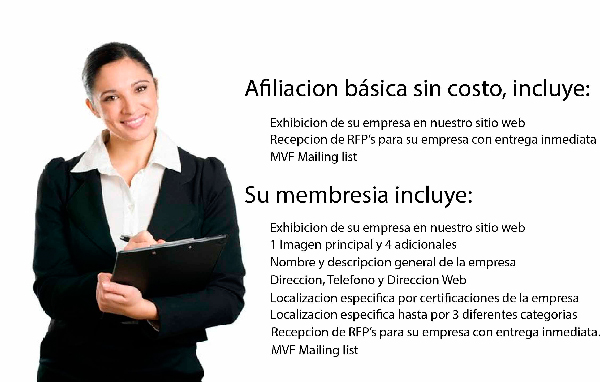 Afiliacion básica sin costo, incluye:
Exhibicion de su empresa en nuestro sitio web
Recepcion de RFP's para su empresa con entrega inmediata
MVF Mailing list
Su membresia incluye:
Exhibicion de su empresa en nuestro sitio web
1 Imagen principal y 4 adicionales
Nombre y descripcion general de la empresa
Direccion, Telefono y Direccion Web
Localizacion especifica por certificaciones de la empresa
Localizacion especifica hasta por 3 diferentes categorias
Recepcion de RFP's para su empresa con entrega inmediata.
MVF Mailing list